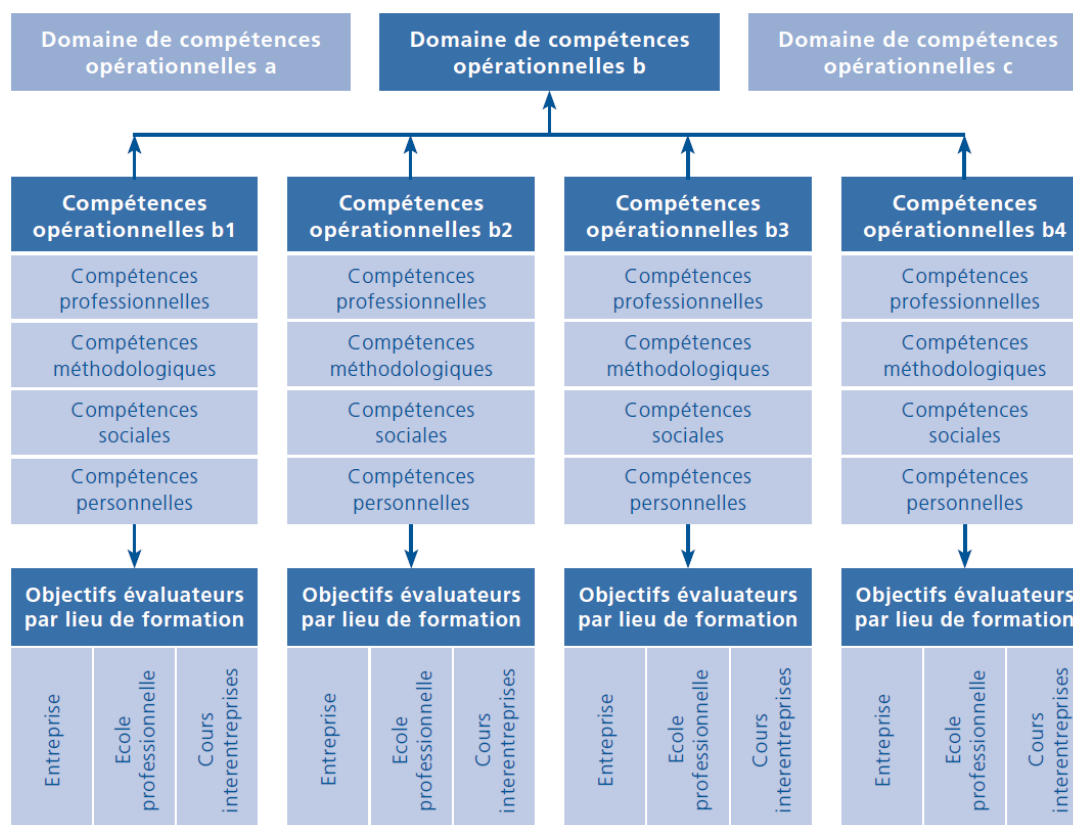 Domaine de compétences
opérationnelles a
Domaine de compétences
opérationnelles b
Domaine de compétences
opérationnelles c
Compétences
opérationnelles b1
Compétences
opérationnelles b2
Compétences
opérationnelles b3
Compétences
opérationnelles b4
Compétences
professionnelles
Compétences
professionnelles
Compétences
professionnelles
Compétences
professionnelles
Compétences
méthodologiques
Compétences
méthodologiques
Compétences
méthodologiques
Compétences
méthodologiques
Compétences
sociales
Compétences
sociales
Compétences
sociales
Compétences
sociales
Compétences
personnelles
Compétences
personnelles
Compétences
personnelles
Compétences
personnelles
Objectifs évaluateurs
par lieu de formation
Objectifs évaluateurs
par lieu de formation
Objectifs évaluateurs
par lieu de formation
Objectifs évaluateurs
par lieu de formation
Entreprise
Ecole
professionnelle
Cours
interentreprises
Entreprise
Ecole
professionnelle
Cours
interentreprises
Entreprise
Ecole
professionnelle
Cours
interentreprises
Entreprise
Ecole
professionnelle
Cours
interentreprises